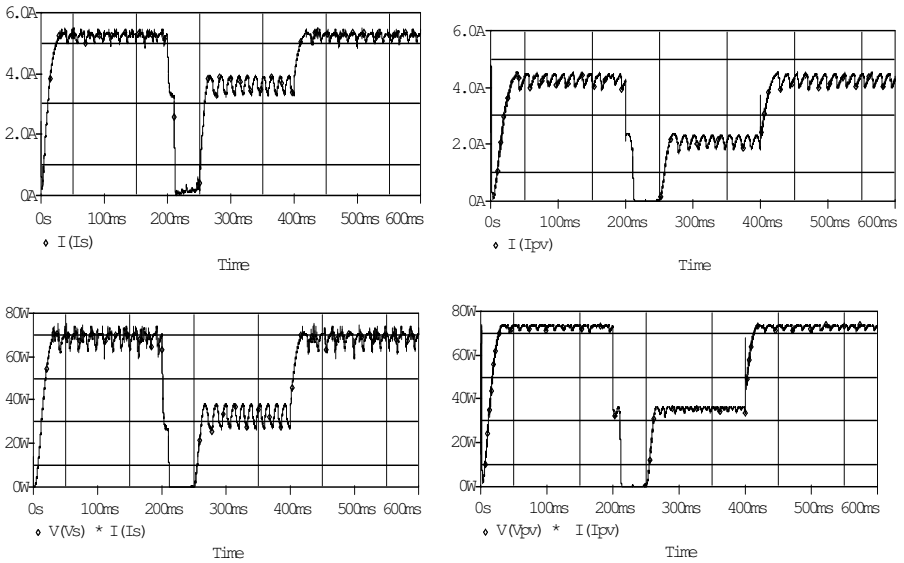 6.0A
4.0A
2.0A
0A
0s 100ms 200ms 300ms 400ms 500ms 600ms
I(Is)
Time
6.0A
4.0A
2.0A
0A
0s 100ms 200ms 300ms 400ms 500ms 600ms
I(Ipv)
Time
80W
60W
40W
20W
0W
0s 100ms 200ms 300ms 400ms 500ms 600ms
V(Vs) * I(Is)
Time
80W
60W
40W
20W
0W
0s 100ms 200ms 300ms 400ms 500ms 600ms
V(Vpv) * I(Ipv)
Time